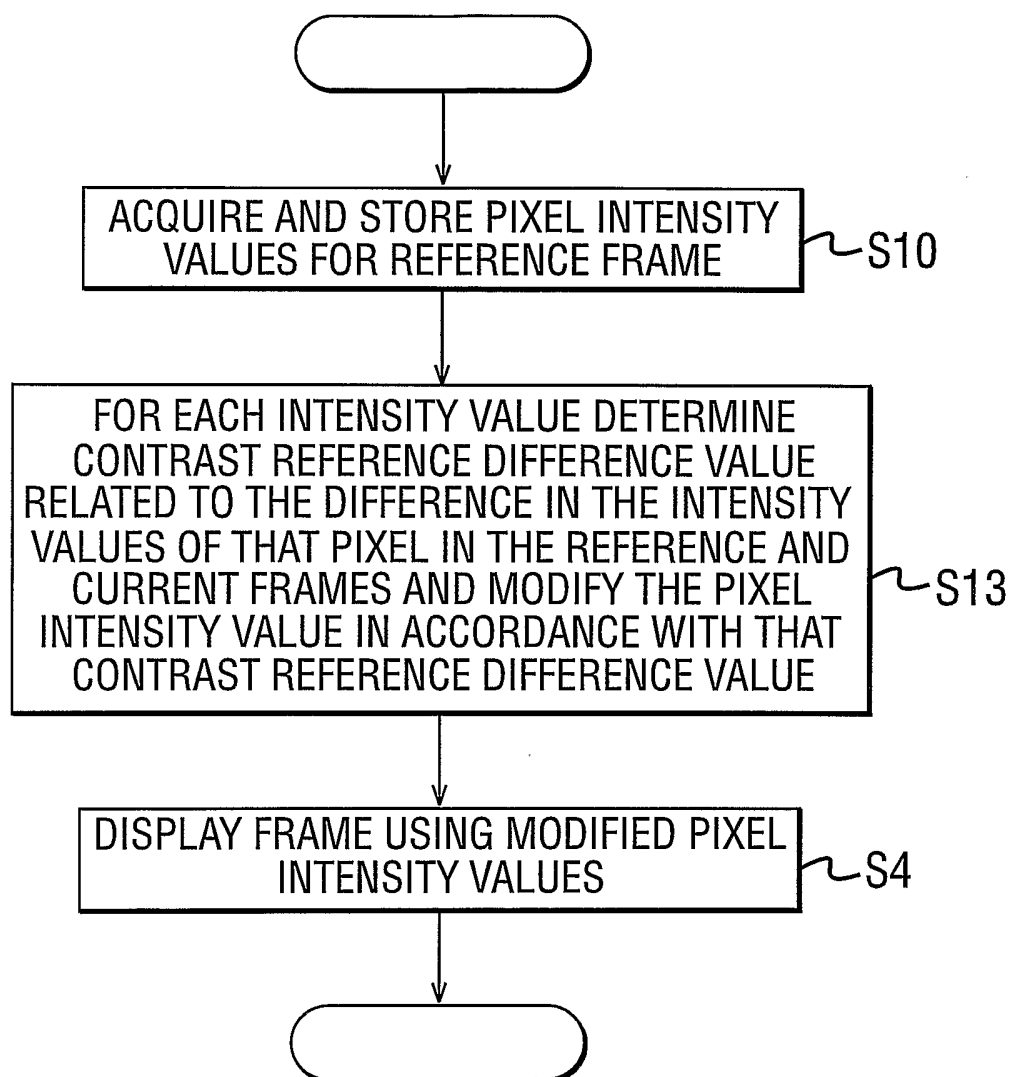 ACQUIRE AND STORE PIXEL INTENSITY
VALUES FOR REFERENCE FRAME
S10
FOR EACH INTENSITY VALUE DETERMINE
CONTRAST REFERENCE DIFFERENCE VALUE
RELATED TO THE DIFFERENCE IN THE INTENSITY
VALUES OF THAT PIXEL IN THE REFERENCE AND
CURRENT FRAMES AND MODIFY THE PIXEL
INTENSITY VALUE IN ACCORDANCE WITH THAT
CONTRAST REFERENCE DIFFERENCE VALUE
S13
DISPLAY FRAME USING MODIFIED PIXEL
INTENSITY VALUES
S4